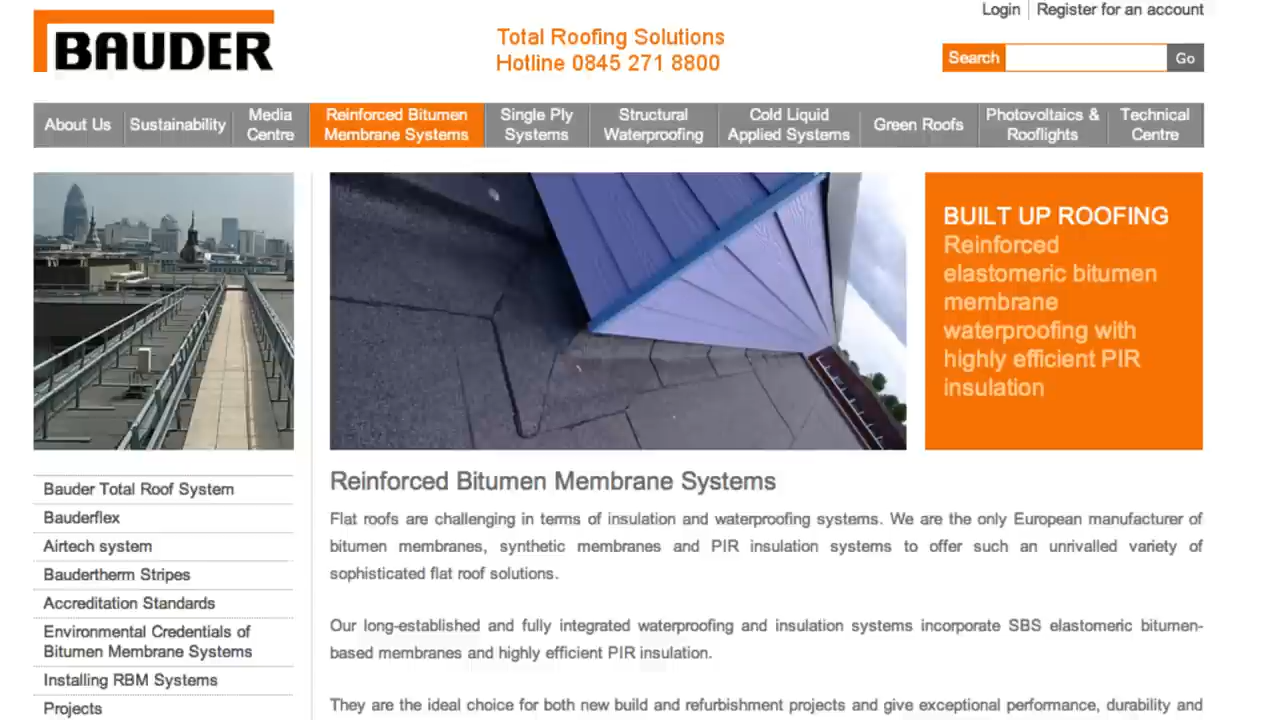 Login
Register for an account
BAUDER
Total Roofing Solutions
Hotline 0845 271 8800
Search
Go
About Us
Sustainability
Media
Centre
Reinforced Bitumen
Membrane Systems
Single Ply
Systems
Structural
Waterproofing
Cold Liquid
Applied Systems
Green Roofs
Photovoltaics &
Rooflights
Technical
Centre
BUILT UP ROOFING
Reinforced
elastomeric bitumen
membrane
waterproofing with
highly efficient PIR
insulation
Bauder Total Roof System
Bauderflex
Airtech system
Baudertherm Stripes
Accreditation Standards
Environmental Credentials of
Bitumen Membrane Systems
Installing RBM Systems
Projects
Reinforced Bitumen Membrane Systems
Flat roofs are challenging in terms of insulation and waterproofing systems. We are the only European manufacturer of
bitumen membranes, synthetic membranes and PIR insulation systems to offer such an unrivalled variety of
sophisticated flat roof solutions.
Our long-established and fully integrated waterproofing and insulation systems incorporate SBS elastomeric bitumen-
based membranes and highly efficient PIR insulation.
They are the ideal choice for both new build and refurbishment projects and give exceptional performance, durability and